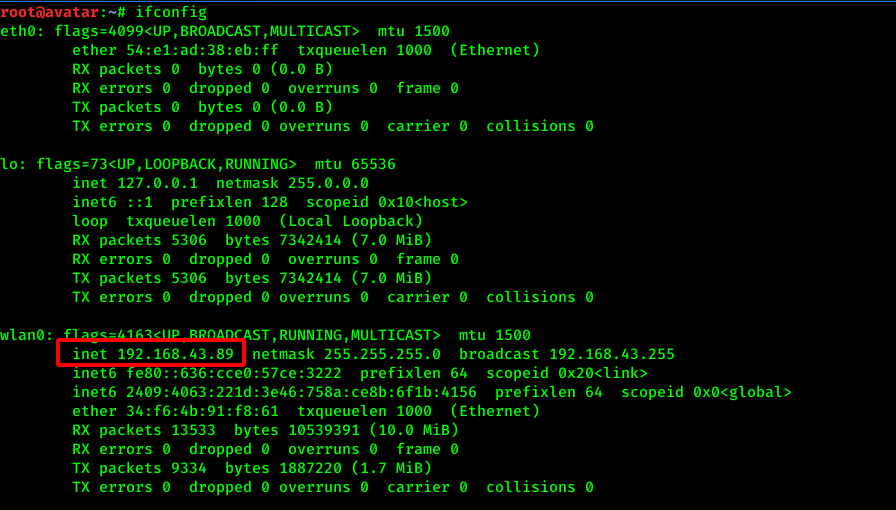 root@avatar:~# ifconfig
eth0: flags=4099<UP,BROADCAST,MULTICAST>  mtu 1500
        ether 54:e1:ad:38:eb:ff  txqueuelen 1000  (Ethernet)
        RX packets 0  bytes 0 (0.0 B)
        RX errors 0  dropped 0  overruns 0  frame 0
        TX packets 0  bytes 0 (0.0 B)
        TX errors 0  dropped 0 overruns 0  carrier 0  collisions 0

lo: flags=73<UP,LOOPBACK,RUNNING>  mtu 65536
        inet 127.0.0.1  netmask 255.0.0.0
        inet6 ::1  prefixlen 128  scopeid 0x10<host>
        loop  txqueuelen 1000  (Local Loopback)
        RX packets 5306  bytes 7342414 (7.0 MiB)
        RX errors 0  dropped 0  overruns 0  frame 0
        TX packets 5306  bytes 7342414 (7.0 MiB)
        TX errors 0  dropped 0 overruns 0  carrier 0  collisions 0

wlan0: flags=4163<UP,BROADCAST,RUNNING,MULTICAST>  mtu 1500
        inet 192.168.43.89  netmask 255.255.255.0  broadcast 192.168.43.255
        inet6 fe80::636:cce0:57ce:3222  prefixlen 64  scopeid 0x20<link>
        inet6 2409:4063:221d:3e46:758a:ce8b:6f1b:4156  prefixlen 64  scopeid 0x0<global>
        ether 34:f6:4b:91:f8:61  txqueuelen 1000  (Ethernet)
        RX packets 13533  bytes 10539391 (10.0 MiB)
        RX errors 0  dropped 0  overruns 0  frame 0
        TX packets 9334  bytes 1887220 (1.7 MiB)
        TX errors 0  dropped 0 overruns 0  carrier 0  collisions 0